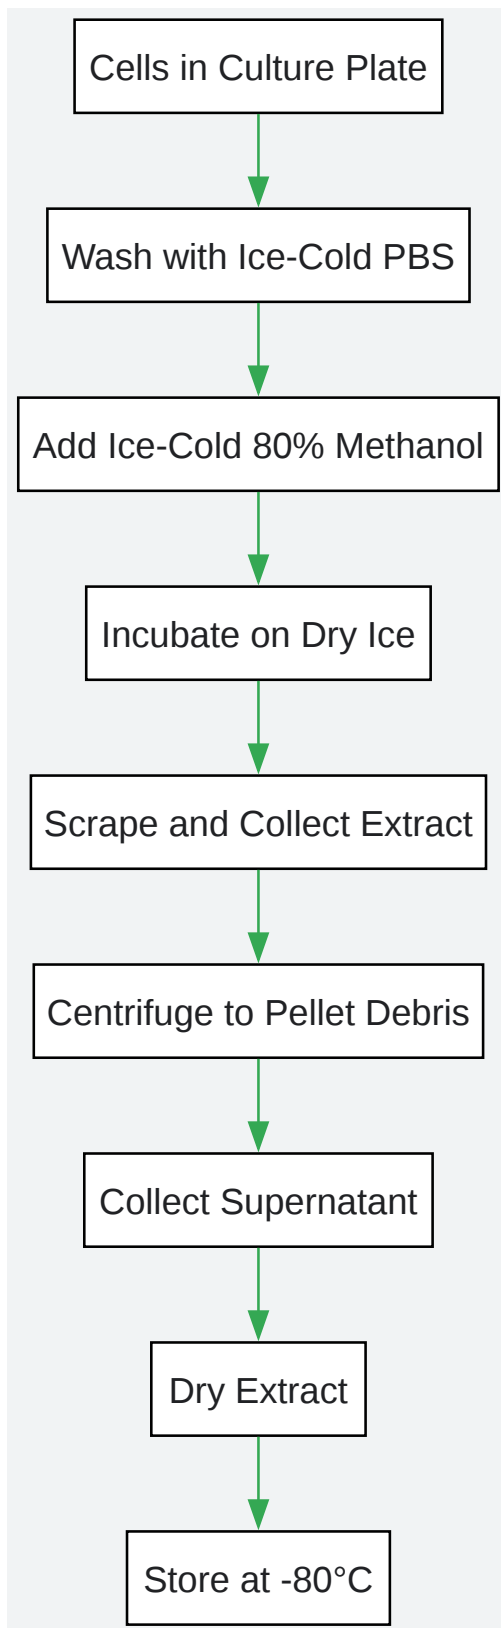 Cells in Culture Plate
Wash with Ice-Cold PBS
Add Ice-Cold 80% Methanol
Incubate on Dry Ice
Scrape and Collect Extract
Centrifuge to Pellet Debris
Collect Supernatant
Dry Extract
Store at -80°C